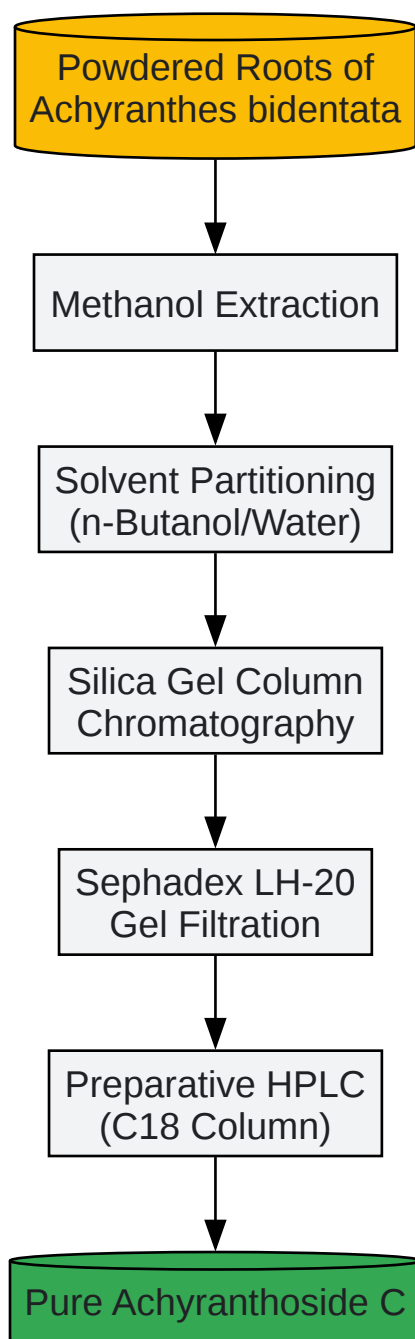 Powdered Roots of
Achyranthes bidentata
Methanol Extraction
Solvent Partitioning
(n-Butanol/Water)
Silica Gel Column
Chromatography
Sephadex LH-20
Gel Filtration
Preparative HPLC
(C18 Column)
Pure Achyranthoside C